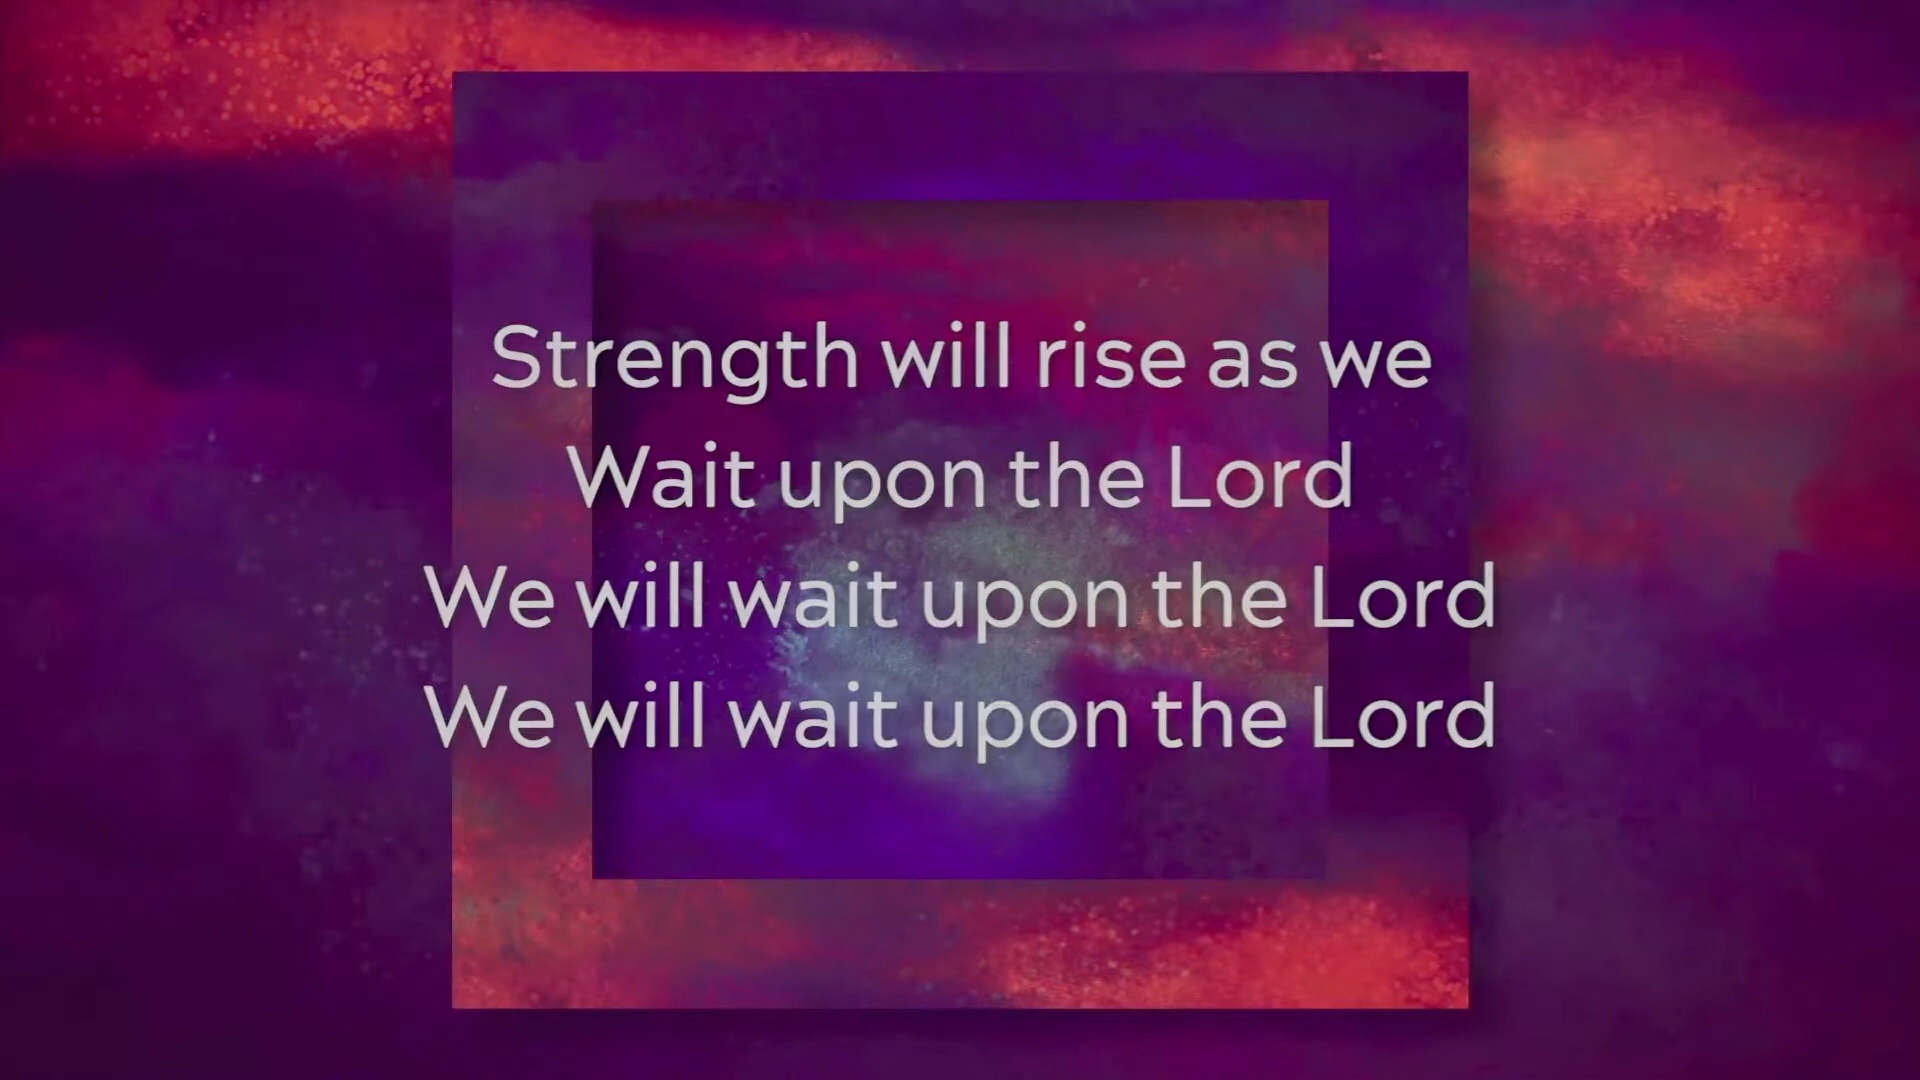 Strength will rise as we
Wait upon the Lord
We will wait upon the Lord
We will wait upon the Lord